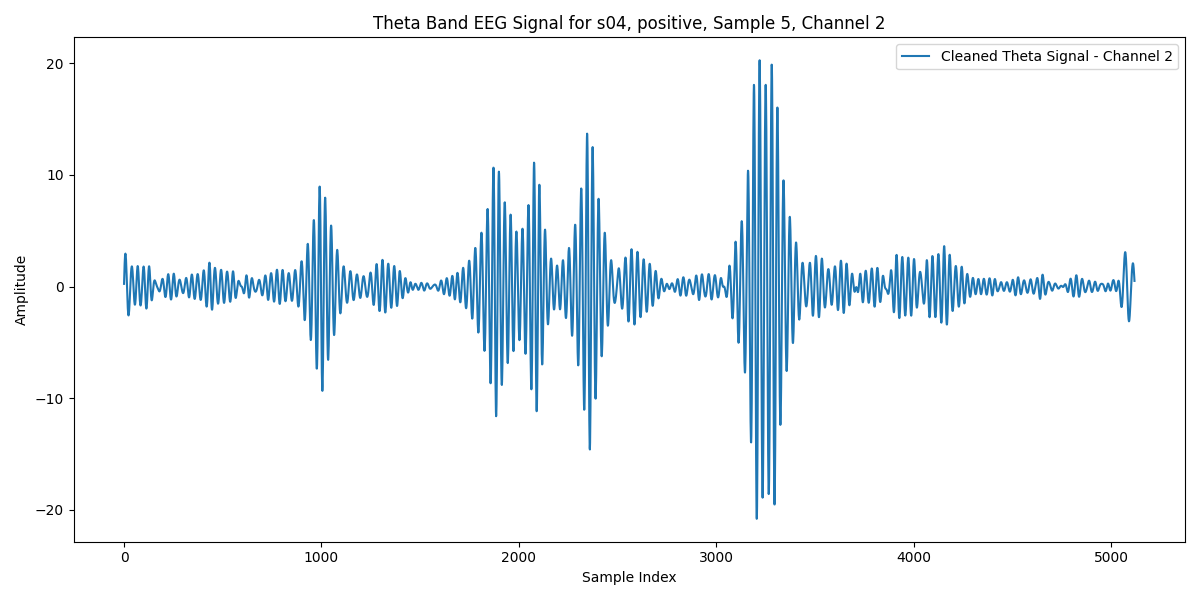 Theta Band EEG Signal for s04, positive, Sample 5, Channel 2
Cleaned Theta Signal - Channel 2
20
10
0
−10
−20
Amplitude
0 1000 2000 3000 4000 5000
Sample Index